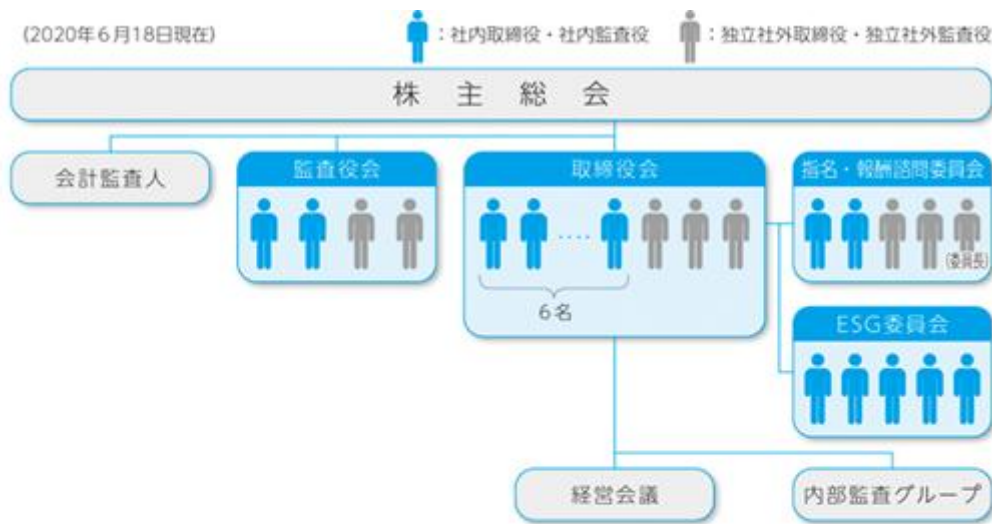 (2020年6月18日現在)
：社内取締役・社内監査役
：独立社外取締役・独立社外監査役
株主総会
会計監査人
監査役会
取締役会
指名・報酬諮問委員会
(委員長)
6名
ESG委員会
経営会議
内部監査グループ